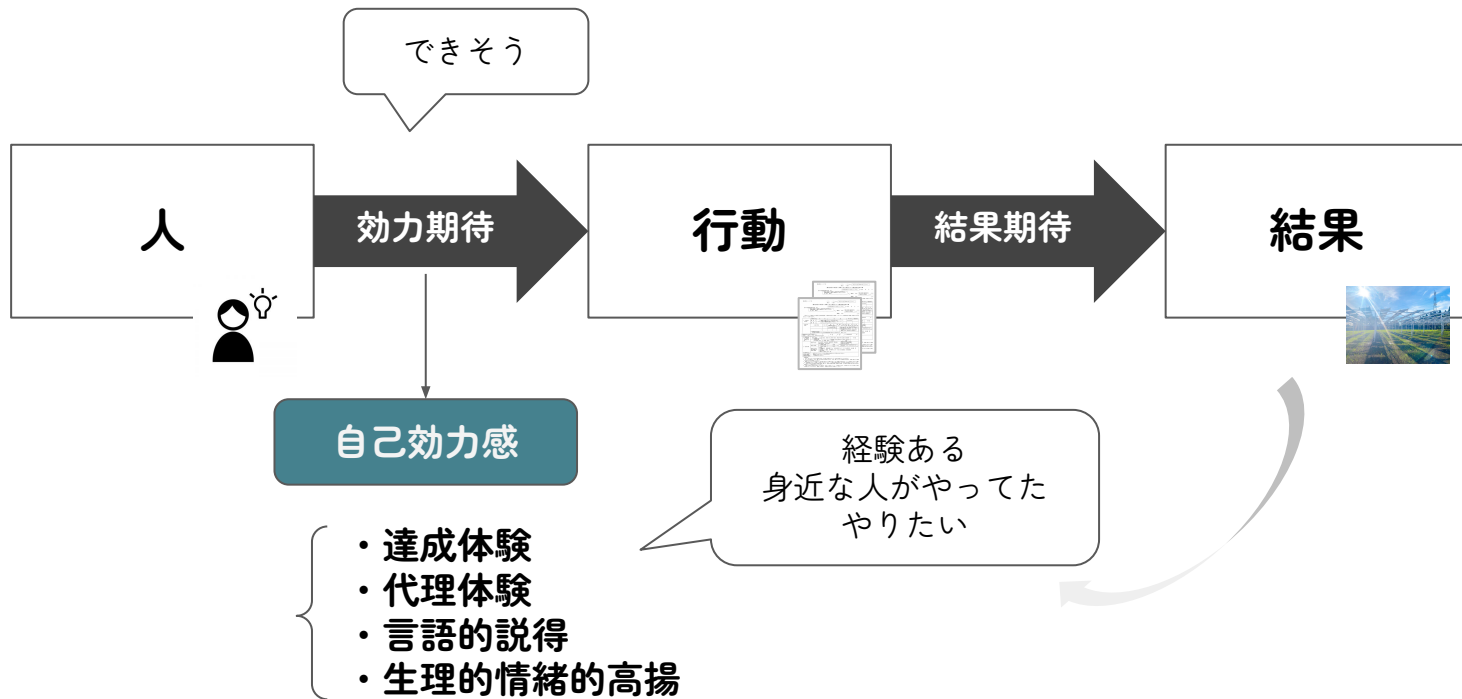 できそう
人
効力期待
行動
結果期待
結果
自己効力感
経験ある
身近な人がやってた
やりたい
・達成体験
・代理体験
・言語的説得
・生理的情緒的高揚